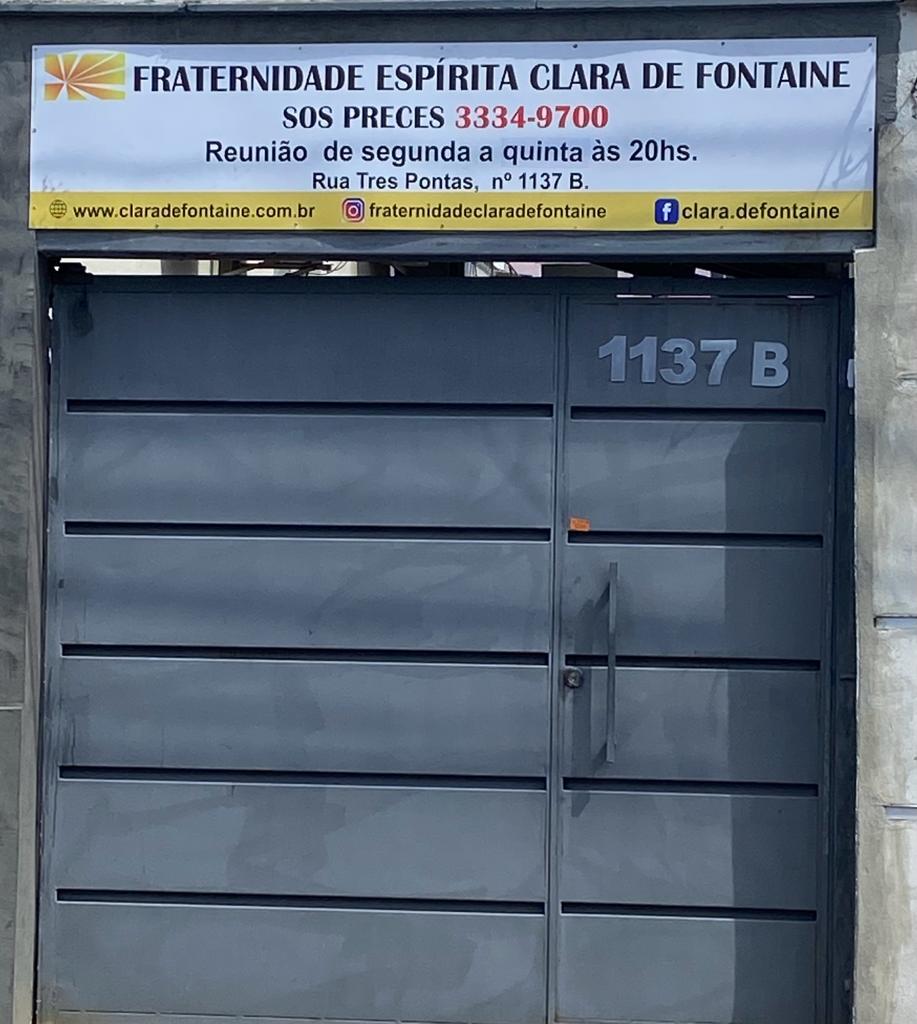 FRATERNIDADE ESPÍRITA CLARA DE FONTAINE
SOS PRECES 3334-9700
Reunião de segunda a quinta às 20hs.
Rua Tres Pontas, nº 1137 B.
www.claradefontaine.com.br fraternidadeclaradefontaine f clara.defontaine
1137 B